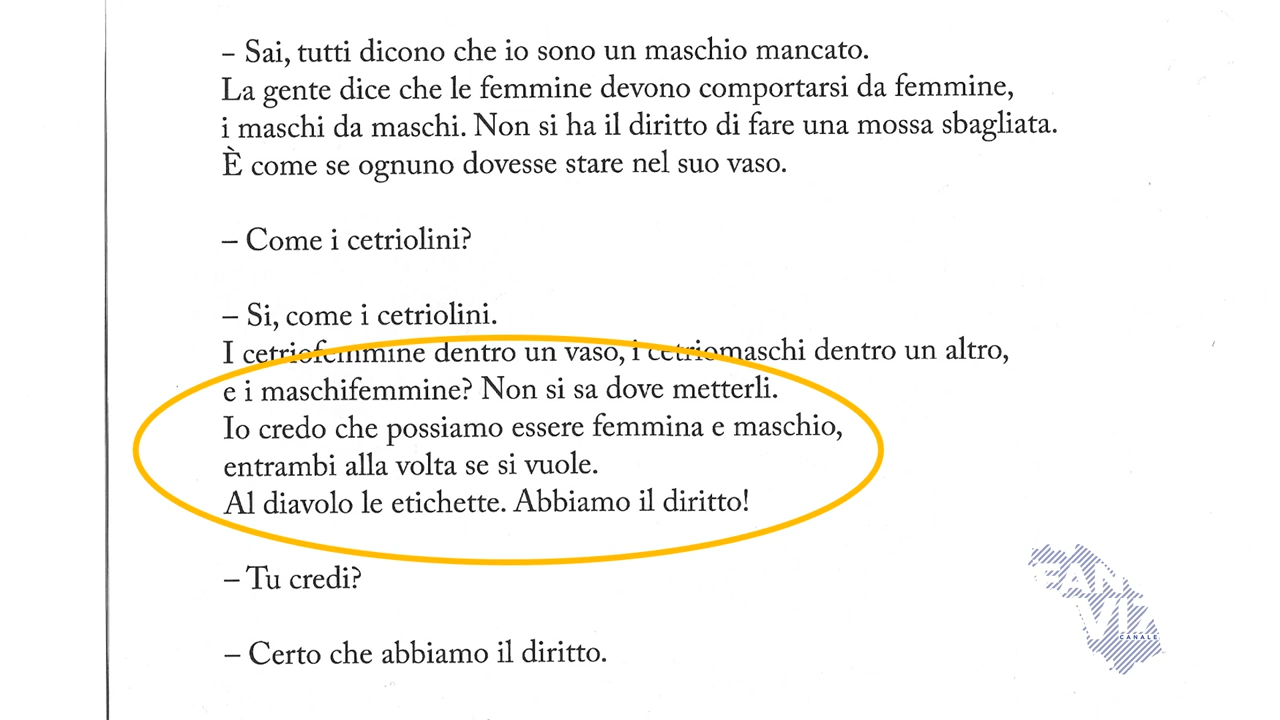 – Sai, tutti dicono che io sono un maschio mancato.
La gente dice che le femmine devono comportarsi da femmine,
i maschi da maschi. Non si ha il diritto di fare una mossa sbagliata.
È come se ognuno dovesse stare nel suo vaso.
– Come i cetriolini?
– Si, come i cetriolini.
I cetriofemmine dentro un vaso, i cetriomaschi dentro un altro,
e i maschifemmine? Non si sa dove metterli.
Io credo che possiamo essere femmina e maschio,
entrambi alla volta se si vuole.
Al diavolo le etichette. Abbiamo il diritto!
– Tu credi?
– Certo che abbiamo il diritto.
CANALE